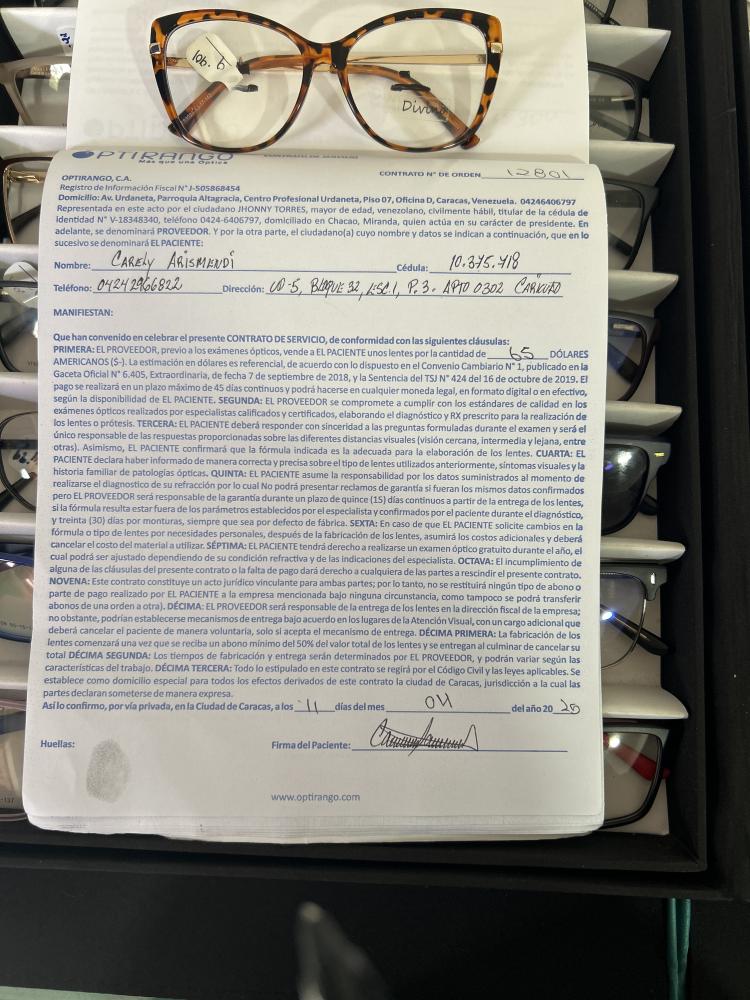 106.6
OPTIRANGO
Más que una Óptica
CONTRATO N° DE ORDEN 12801
OPTIRANGO, C.A.
Registro de Información Fiscal N° J-505868454
Domicilio: Av. Urdaneta, Parroquia Altagracia, Centro Profesional Urdaneta, Piso 07, Oficina D, Caracas, Venezuela. 04246406797
Representada en este acto por el ciudadano JHONNY TORRES, mayor de edad, venezolano, civilmente hábil, titular de la cédula de
Identidad N° V-18348340, teléfono 0424-6406797, domiciliado en Chacao, Miranda, quien actúa en su carácter de presidente. En
adelante, se denominará PROVEEDOR. Y por la otra parte, el ciudadano(a) cuyo nombre y datos se indican a continuación, que en lo
sucesivo se denominará EL PACIENTE:
Nombre: CARELY ARISMENDI Cédula: 10.375.718
Teléfono: 04242966822 Dirección: UD-5, BLOQUE 32, ESC.1, P.3. APTO 0302 CARICUAO
MANIFIESTAN:
Que han convenido en celebrar el presente CONTRATO DE SERVICIO, de conformidad con las siguientes cláusulas:
PRIMERA: EL PROVEEDOR, previo a los exámenes ópticos, vende a EL PACIENTE unos lentes por la cantidad de 65 DÓLARES
AMERICANOS ($-). La estimación en dólares es referencial, de acuerdo con lo dispuesto en el Convenio Cambiario N° 1, publicado en la
Gaceta Oficial N° 6.405, Extraordinaria, de fecha 7 de septiembre de 2018, y la Sentencia del TSJ N° 424 del 16 de octubre de 2019. El
pago se realizará en un plazo máximo de 45 días continuos y podrá hacerse en cualquier moneda legal, en formato digital o en efectivo,
según la disponibilidad de EL PACIENTE. SEGUNDA: EL PROVEEDOR se compromete a cumplir con los estándares de calidad en los
exámenes ópticos realizados por especialistas calificados y certificados, elaborando el diagnóstico y RX prescrito para la realización de
los lentes o prótesis. TERCERA: EL PACIENTE deberá responder con sinceridad a las preguntas formuladas durante el examen y será el
único responsable de las respuestas proporcionadas sobre las diferentes distancias visuales (visión cercana, intermedia y lejana, entre
otras). Asimismo, EL PACIENTE confirmará que la fórmula indicada es la adecuada para la elaboración de los lentes. CUARTA: EL
PACIENTE declara haber informado de manera correcta y precisa sobre el tipo de lentes utilizados anteriormente, síntomas visuales y la
historia familiar de patologías ópticas. QUINTA: EL PACIENTE asume la responsabilidad por los datos suministrados al momento de
realizarse el diagnostico de su refracción por lo cual No podrá presentar reclamos de garantía si fueran los mismos datos confirmados
pero EL PROVEEDOR será responsable de la garantía durante un plazo de quince (15) días continuos a partir de la entrega de los lentes,
si la fórmula resulta estar fuera de los parámetros establecidos por el especialista y confirmados por el paciente durante el diagnóstico,
y treinta (30) días por monturas, siempre que sea por defecto de fábrica. SEXTA: En caso de que EL PACIENTE solicite cambios en la
fórmula o tipo de lentes por necesidades personales, después de la fabricación de los lentes, asumirá los costos adicionales y deberá
cancelar el costo del material a utilizar. SÉPTIMA: EL PACIENTE tendrá derecho a realizarse un examen óptico gratuito durante el año, el
cual podrá ser ajustado dependiendo de su condición refractiva y de las indicaciones del especialista. OCTAVA: El incumplimiento de
alguna de las cláusulas del presente contrato o la falta de pago dará derecho a cualquiera de las partes a rescindir el presente contrato.
NOVENA: Este contrato constituye un acto jurídico vinculante para ambas partes; por lo tanto, no se restituirá ningún tipo de abono o
parte de pago realizado por EL PACIENTE a la empresa mencionada bajo ninguna circunstancia, como tampoco se podrá transferir
abonos de una orden a otra). DÉCIMA: EL PROVEEDOR será responsable de la entrega de los lentes en la dirección fiscal de la empresa;
no obstante, podrían establecerse mecanismos de entrega bajo acuerdo en los lugares de la Atención Visual, con un cargo adicional que
deberá cancelar el paciente de manera voluntaria, solo si acepta el mecanismo de entrega. DÉCIMA PRIMERA: La fabricación de los
lentes comenzará una vez que se reciba un abono mínimo del 50% del valor total de los lentes y se entregan al culminar de cancelar su
total DÉCIMA SEGUNDA: Los tiempos de fabricación y entrega serán determinados por EL PROVEEDOR, y podrán variar según las
características del trabajo. DÉCIMA TERCERA: Todo lo estipulado en este contrato se regirá por el Código Civil y las leyes aplicables. Se
establece como domicilio especial para todos los efectos derivados de este contrato la ciudad de Caracas, jurisdicción a la cual las
partes declaran someterse de manera expresa.
Así lo confirmo, por vía privada, en la Ciudad de Caracas, a los 11 días del mes 04 del año 20 25
Huellas:
Firma del Paciente:
www.optirango.com